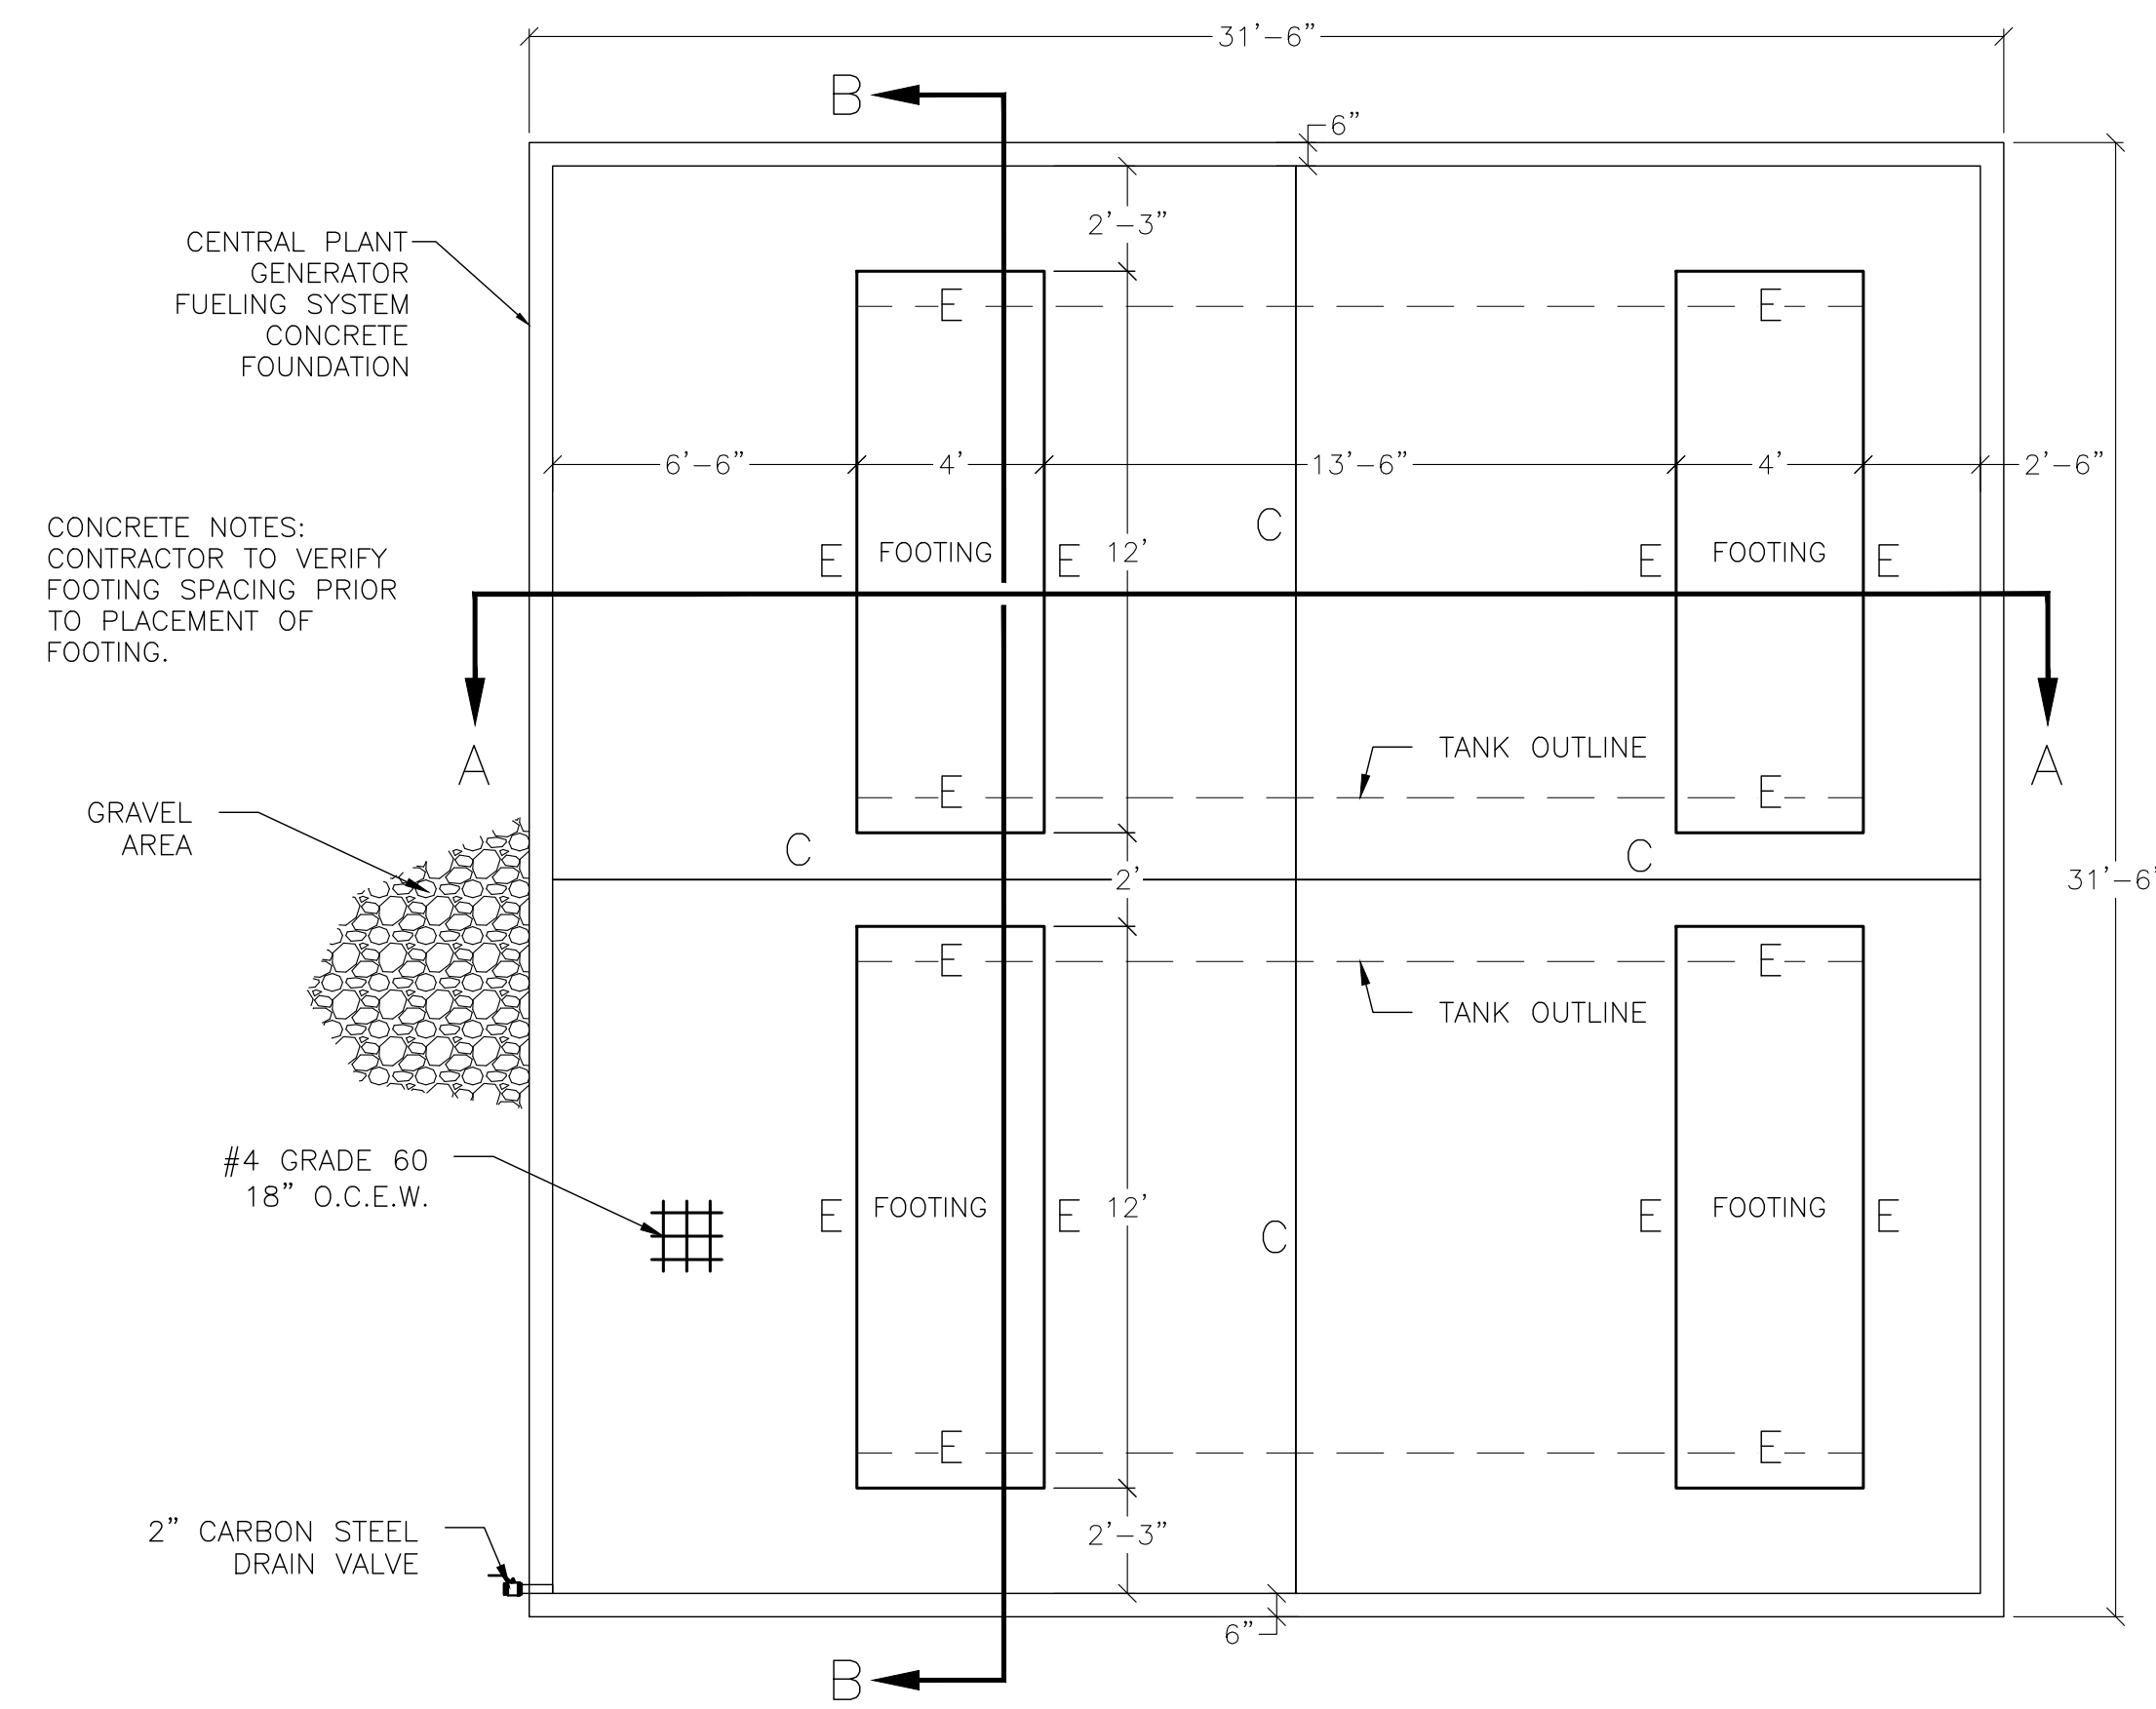 31'-6"
B
6"
2'-3"
CENTRAL PLANT
GENERATOR
FUELING SYSTEM
CONCRETE
FOUNDATION
E
E
6'-6"
4'
13'-6"
4'
2'-6"
CONCRETE NOTES:
CONTRACTOR TO VERIFY
FOOTING SPACING PRIOR
TO PLACEMENT OF
FOOTING.
C
E
FOOTING
E
12'
E
FOOTING
E
A
A
TANK OUTLINE
E
E
GRAVEL
AREA
C
C
2'
31'-6"
E
E
TANK OUTLINE
#4 GRADE 60
18" O.C.E.W.
E
FOOTING
E
12'
C
E
FOOTING
E
E
E
2" CARBON STEEL
DRAIN VALVE
2'-3"
6"
B